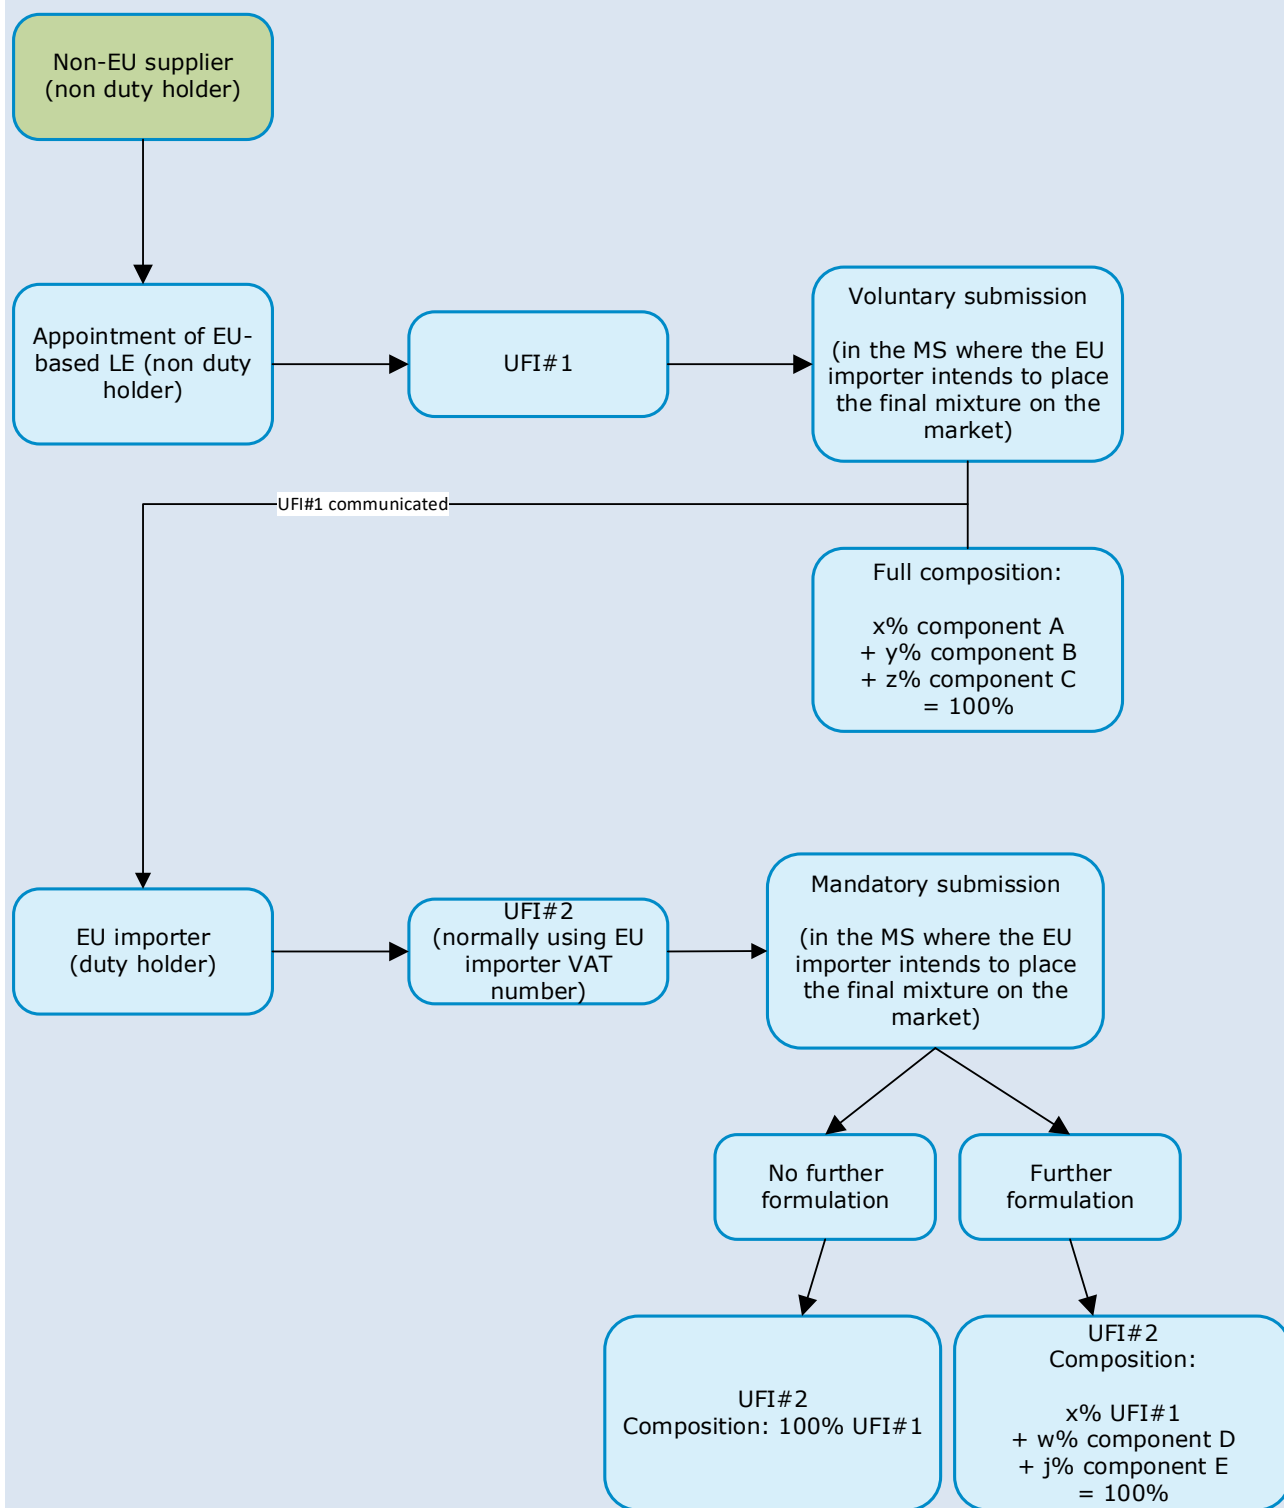 Non-EU supplier
(non duty holder)
Appointment of EU-
based LE (non duty
holder)
UFI#1
Voluntary submission
(in the MS where the EU
importer intends to place
the final mixture on the
market)
UFI#1 communicated
Full composition:
x% component A
+ y% component B
+ z% component C
= 100%
EU importer
(duty holder)
UFI#2
(normally using EU
importer VAT
number)
Mandatory submission
(in the MS where the EU
importer intends to place
the final mixture on the
market)
No further
formulation
Further
formulation
UFI#2
Composition: 100% UFI#1
UFI#2
Composition:
x% UFI#1
+ w% component D
+ j% component E
= 100%